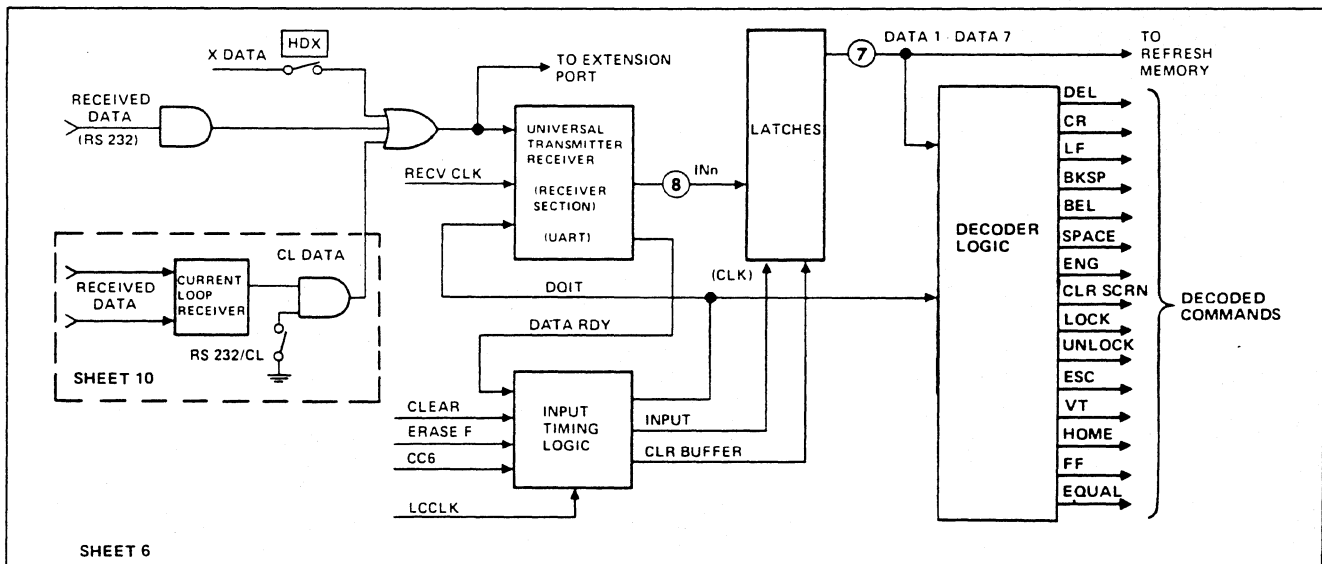 HDX
X DATA
RECEIVED
DATA
(RS 232)
TO EXTENSION
PORT
UNIVERSAL
TRANSMITTER
RECEIVER
(RECEIVER
SECTION)
(UART)
RECV CLK
8
INn
LATCHES
7
DATA 1 - DATA 7
TO
REFRESH
MEMORY
DECODER
LOGIC
DEL
CR
LF
BKSP
BEL
SPACE
ENG
CLR SCRN
LOCK
UNLOCK
ESC
VT
HOME
FF
EQUAL
DECODED
COMMANDS
RECEIVED
DATA
CURRENT
LOOP
RECEIVER
CL DATA
RS 232/CL
SHEET 10
DOIT
(CLK)
DATA RDY
CLEAR
ERASE F
CC6
LCCLK
INPUT
TIMING
LOGIC
INPUT
CLR BUFFER
SHEET 6